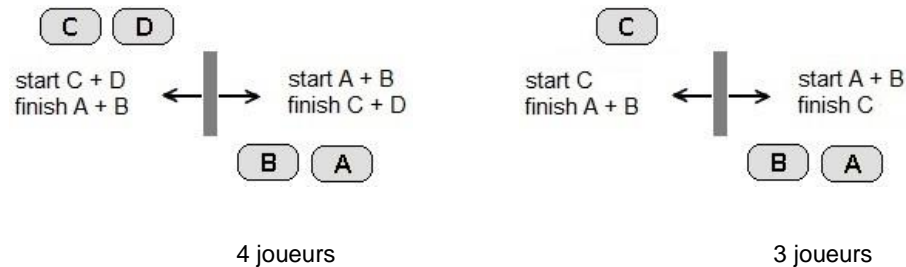 C D
start C + D
finish A + B
start A + B
finish C + D
B A
4 joueurs
C
start C
finish A + B
start A + B
finish C
B A
3 joueurs